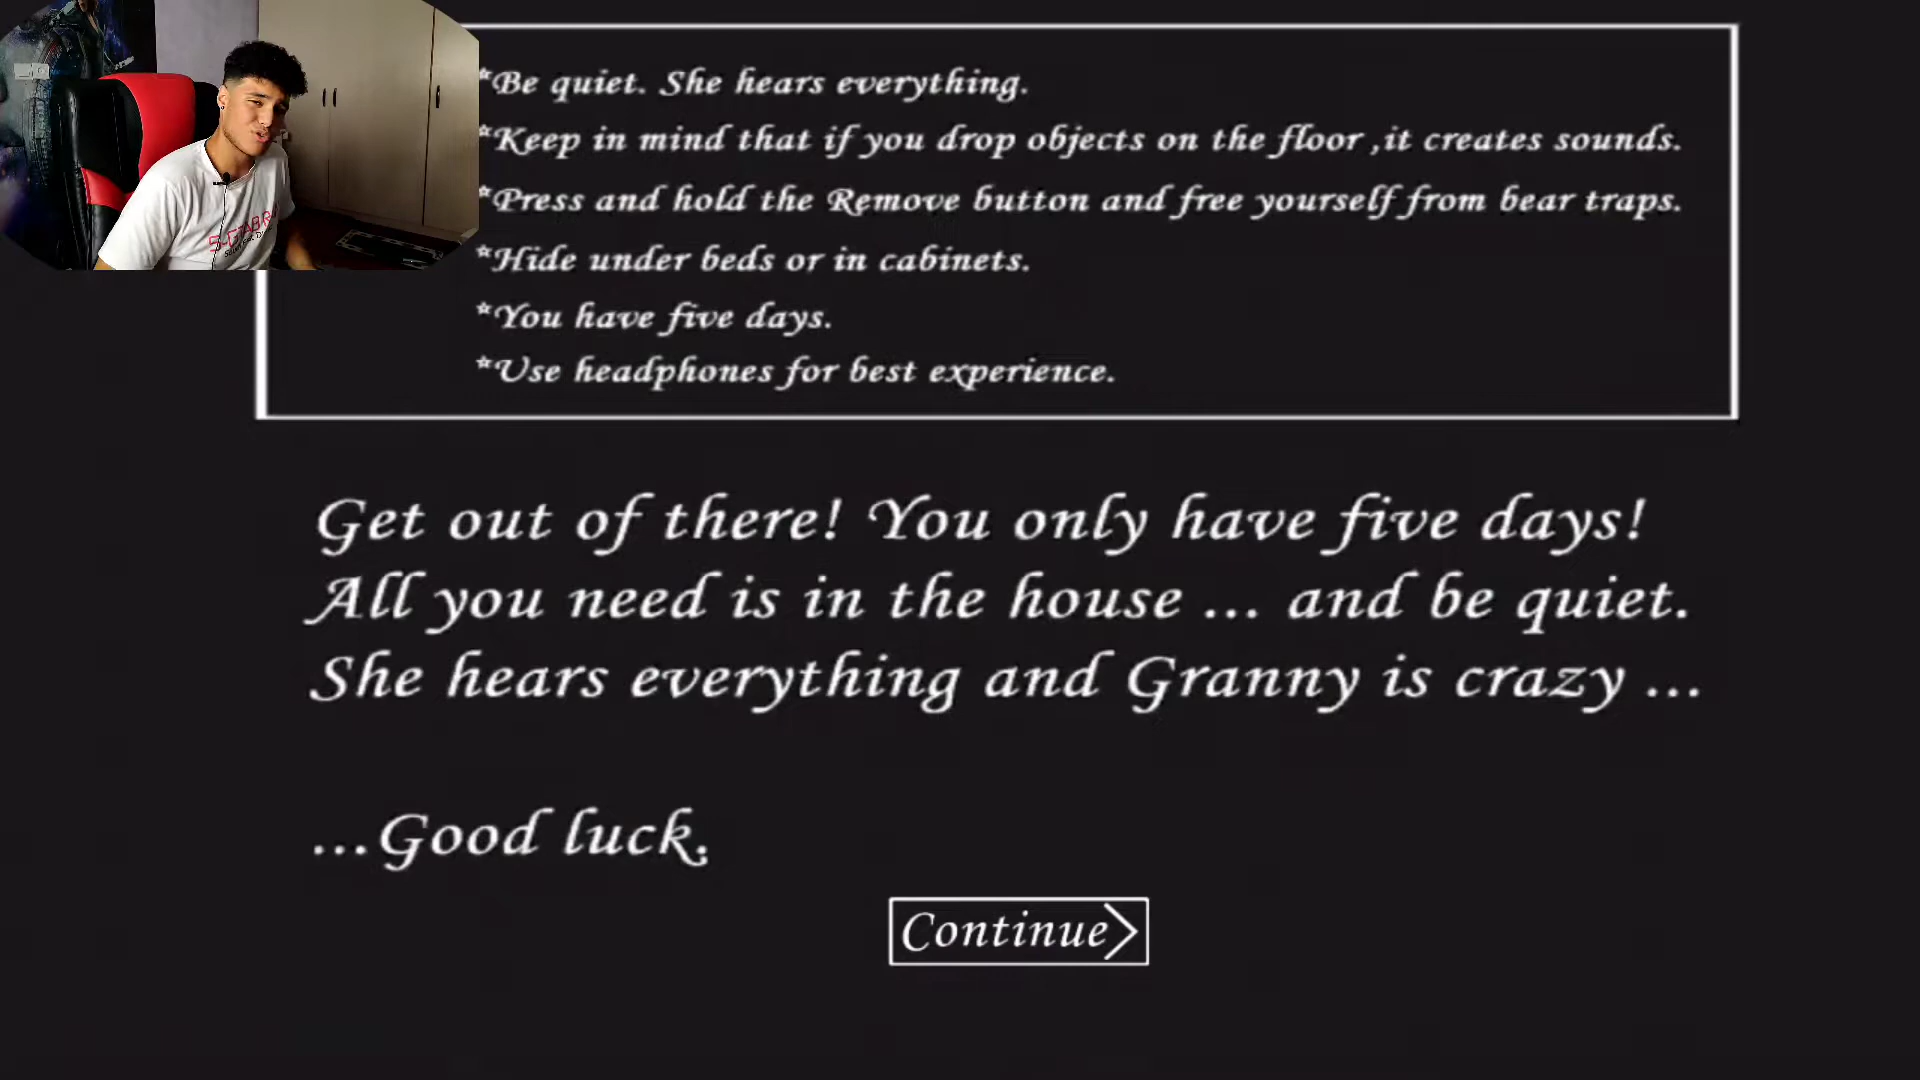 *Be quiet. She hears everything.
*Keep in mind that if you drop objects on the floor ,it creates sounds.
*Press and hold the Remove button and free yourself from bear traps.
*Hide under beds or in cabinets.
*You have five days.
*Use headphones for best experience.
Get out of there! You only have five days!
All you need is in the house ... and be quiet.
She hears everything and Granny is crazy ...
...Good luck.
Continue>